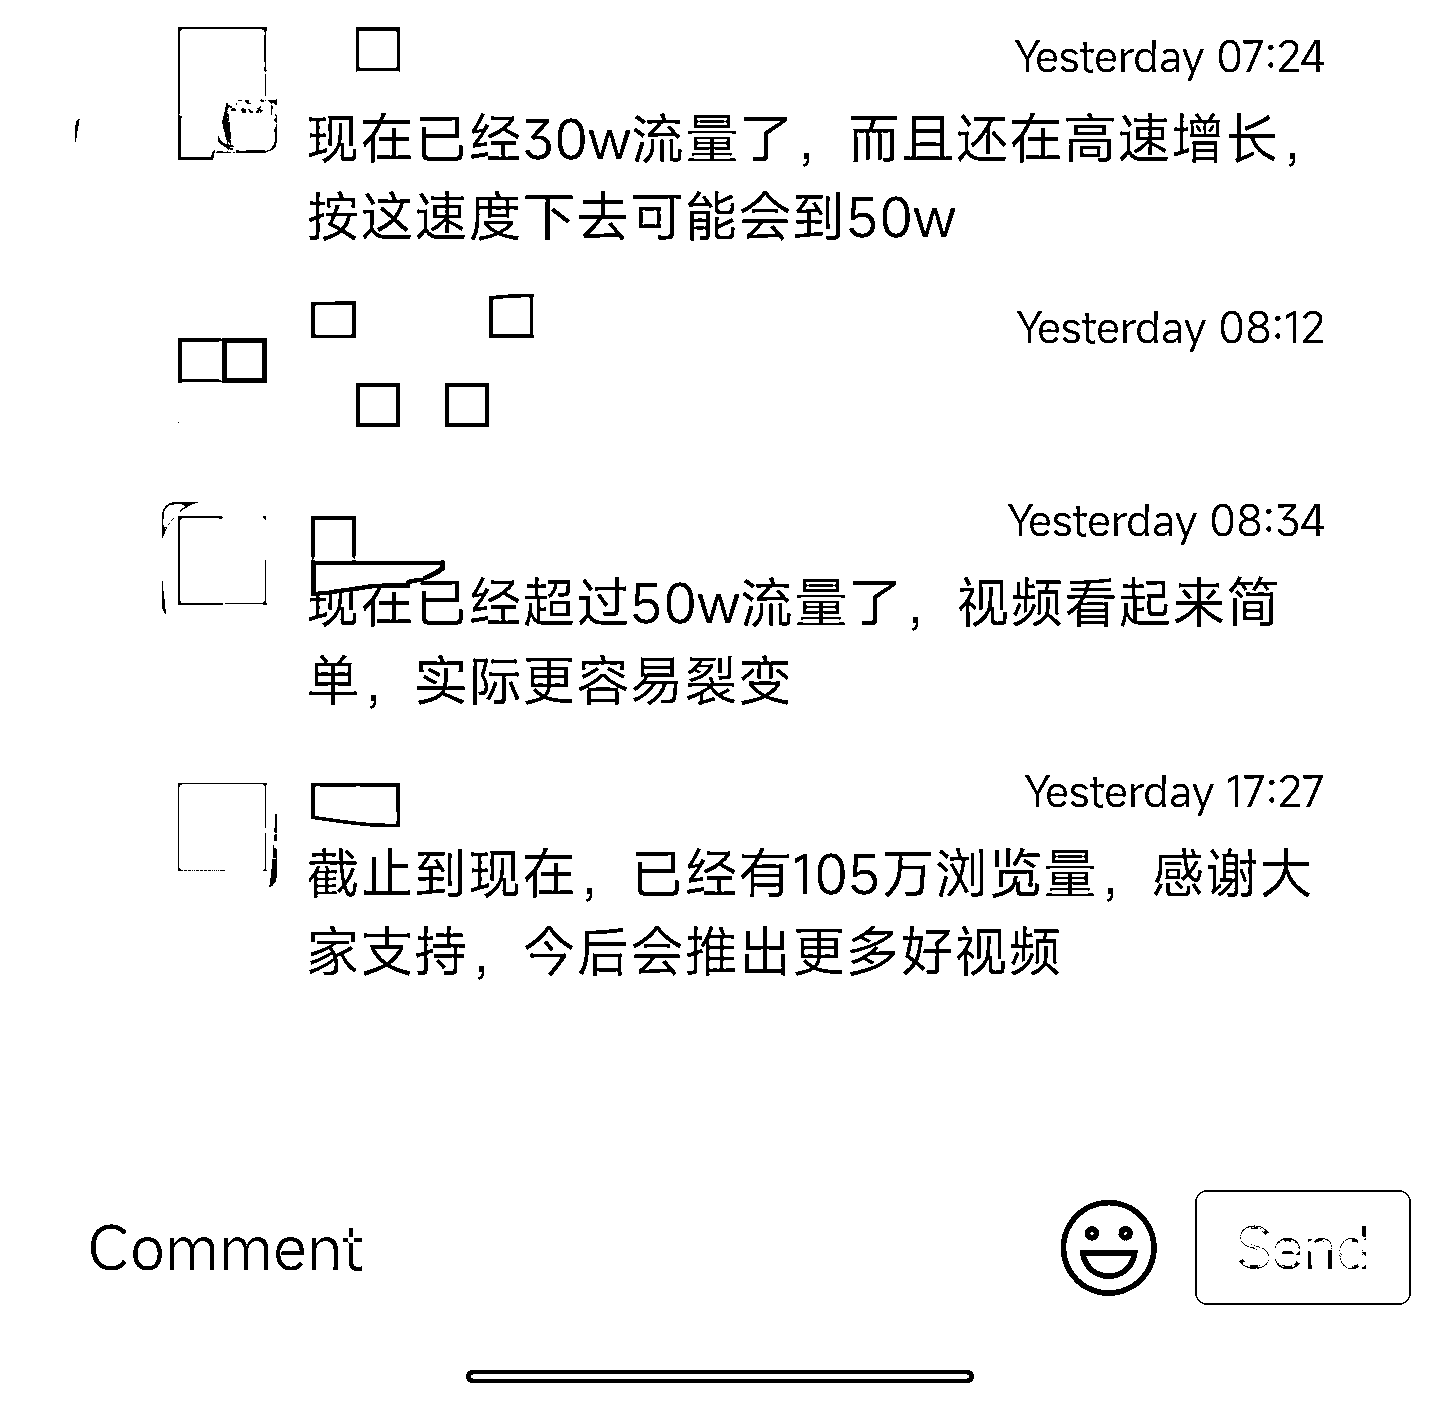 Yesterday 07:24
现在已经30w流量了，而且还在高速增长，
按这速度下去可能会到50w
Yesterday 08:12
Yesterday 08:34
现在已经超过50w流量了，视频看起来简
单，实际更容易裂变
Yesterday 17:27
截止到现在，已经有105万浏览量，感谢大
家支持，今后会推出更多好视频
Comment
Send